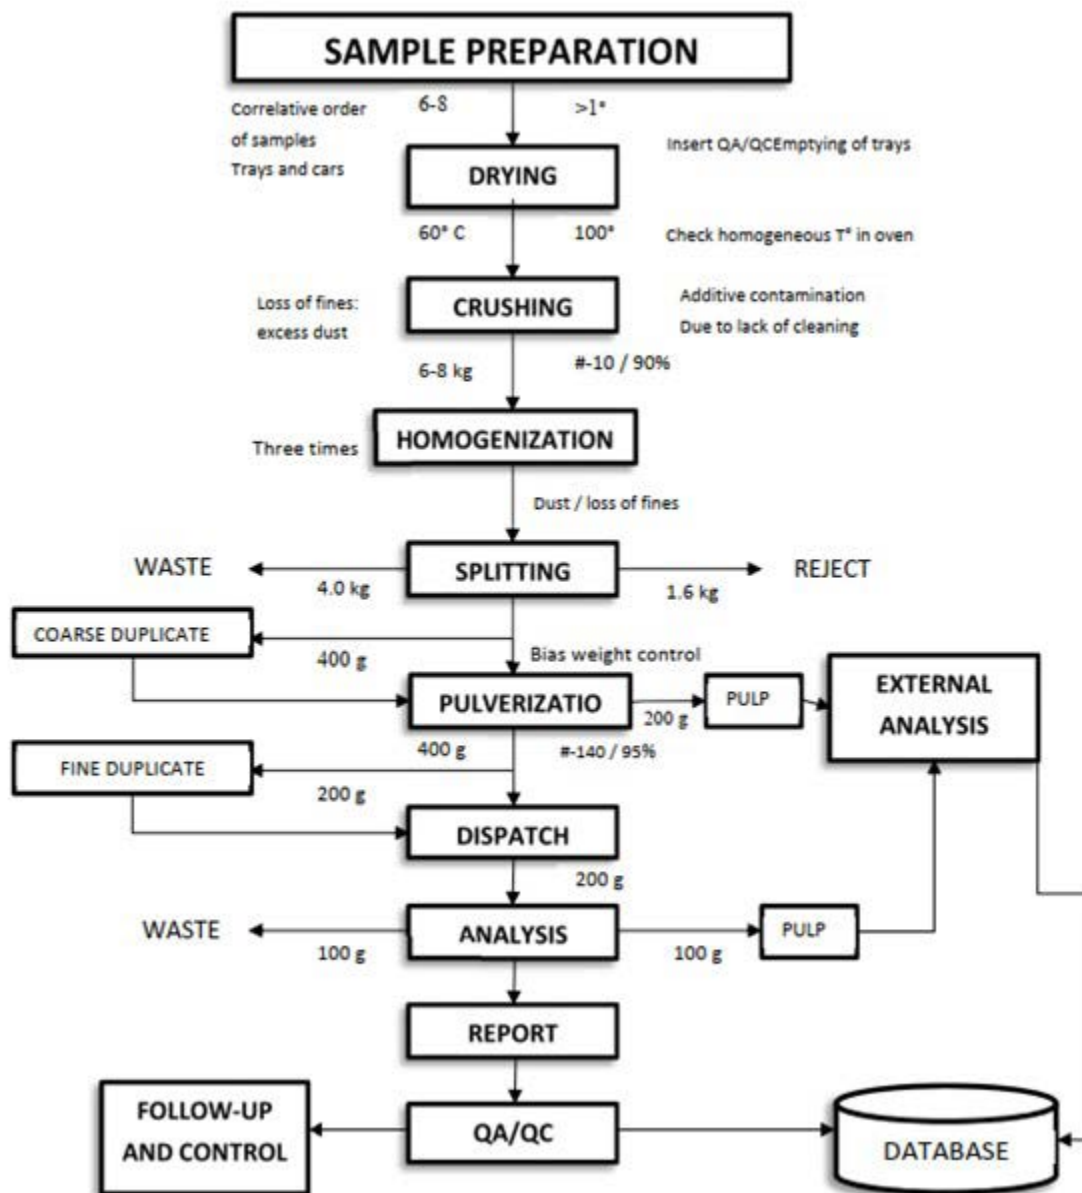 SAMPLE PREPARATION
Correlative order
of samples
Trays and cars
6-8
>1"
Insert QA/QCEmptying of trays
DRYING
60° C
100°
Check homogeneous T° in oven
Loss of fines:
excess dust
CRUSHING
Additive contamination
Due to lack of cleaning
6-8 kg
#-10 / 90%
Three times
HOMOGENIZATION
Dust / loss of fines
WASTE
4.0 kg
SPLITTING
1.6 kg
REJECT
COARSE DUPLICATE
400 g
Bias weight control
PULVERIZATIO
200 g
PULP
EXTERNAL
ANALYSIS
400 g
#-140 / 95%
FINE DUPLICATE
200 g
DISPATCH
200 g
WASTE
100 g
ANALYSIS
100 g
PULP
REPORT
FOLLOW-UP
AND CONTROL
QA/QC
DATABASE